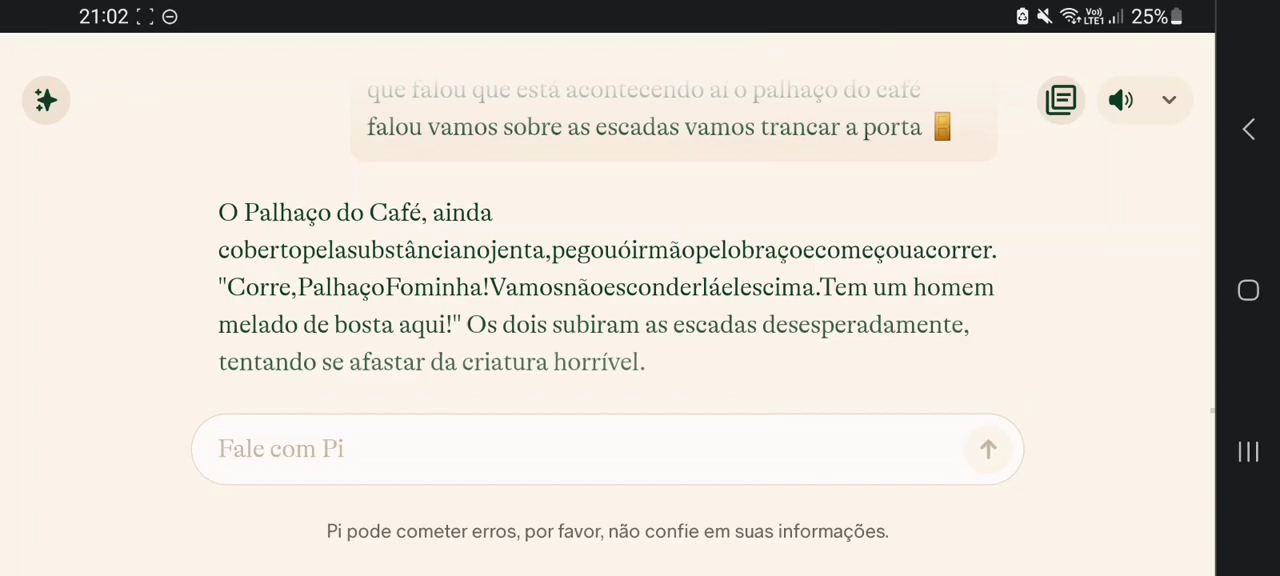 21:02
Vo))
LTE1
25%
que falou que está acontecendo aí o palhaço do café
falou vamos sobre as escadas vamos trancar a porta 🚪
O Palhaço do Café, ainda
cobertopelasubstâncianojenta,pegouóirmãopelobraçoecomeçouacorrer.
"Corre,PalhaçoFominha!Vamosnãoesconderláelescima.Tem um homem
melado de bosta aqui!" Os dois subiram as escadas desesperadamente,
tentando se afastar da criatura horrível.
Fale com Pi
Pi pode cometer erros, por favor, não confie em suas informações.